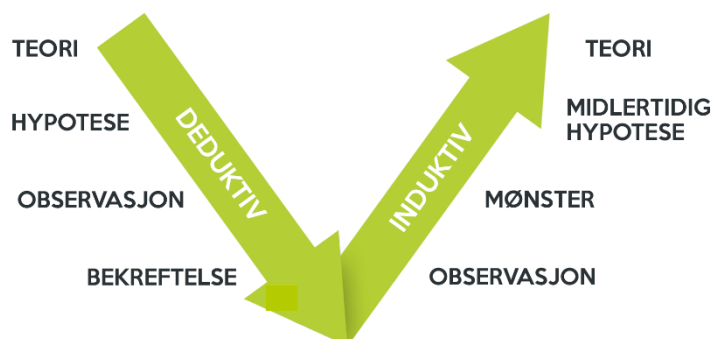 TEORI
HYPOTESE
OBSERVASJON
BEKREFTELSE
DEDUKTIV
INDUKTIV
TEORI
MIDLERTIDIG
HYPOTESE
MØNSTER
OBSERVASJON